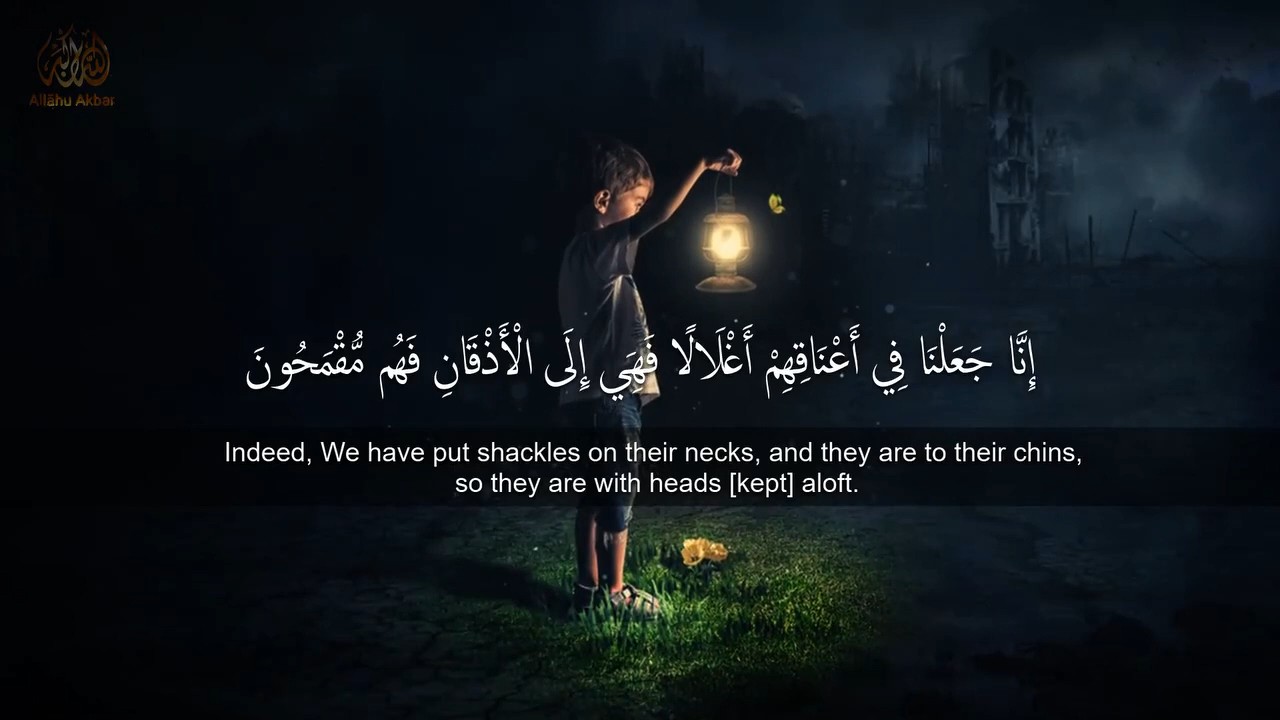 Allāhu Akbar
إِنَّا جَعَلْنَا فِي أَعْنَاقِهِمْ أَغْلَالًا فَهِيَ إِلَى الْأَذْقَانِ فَهُم مُّقْمَحُونَ
Indeed, We have put shackles on their necks, and they are to their chins,
so they are with heads [kept] aloft.